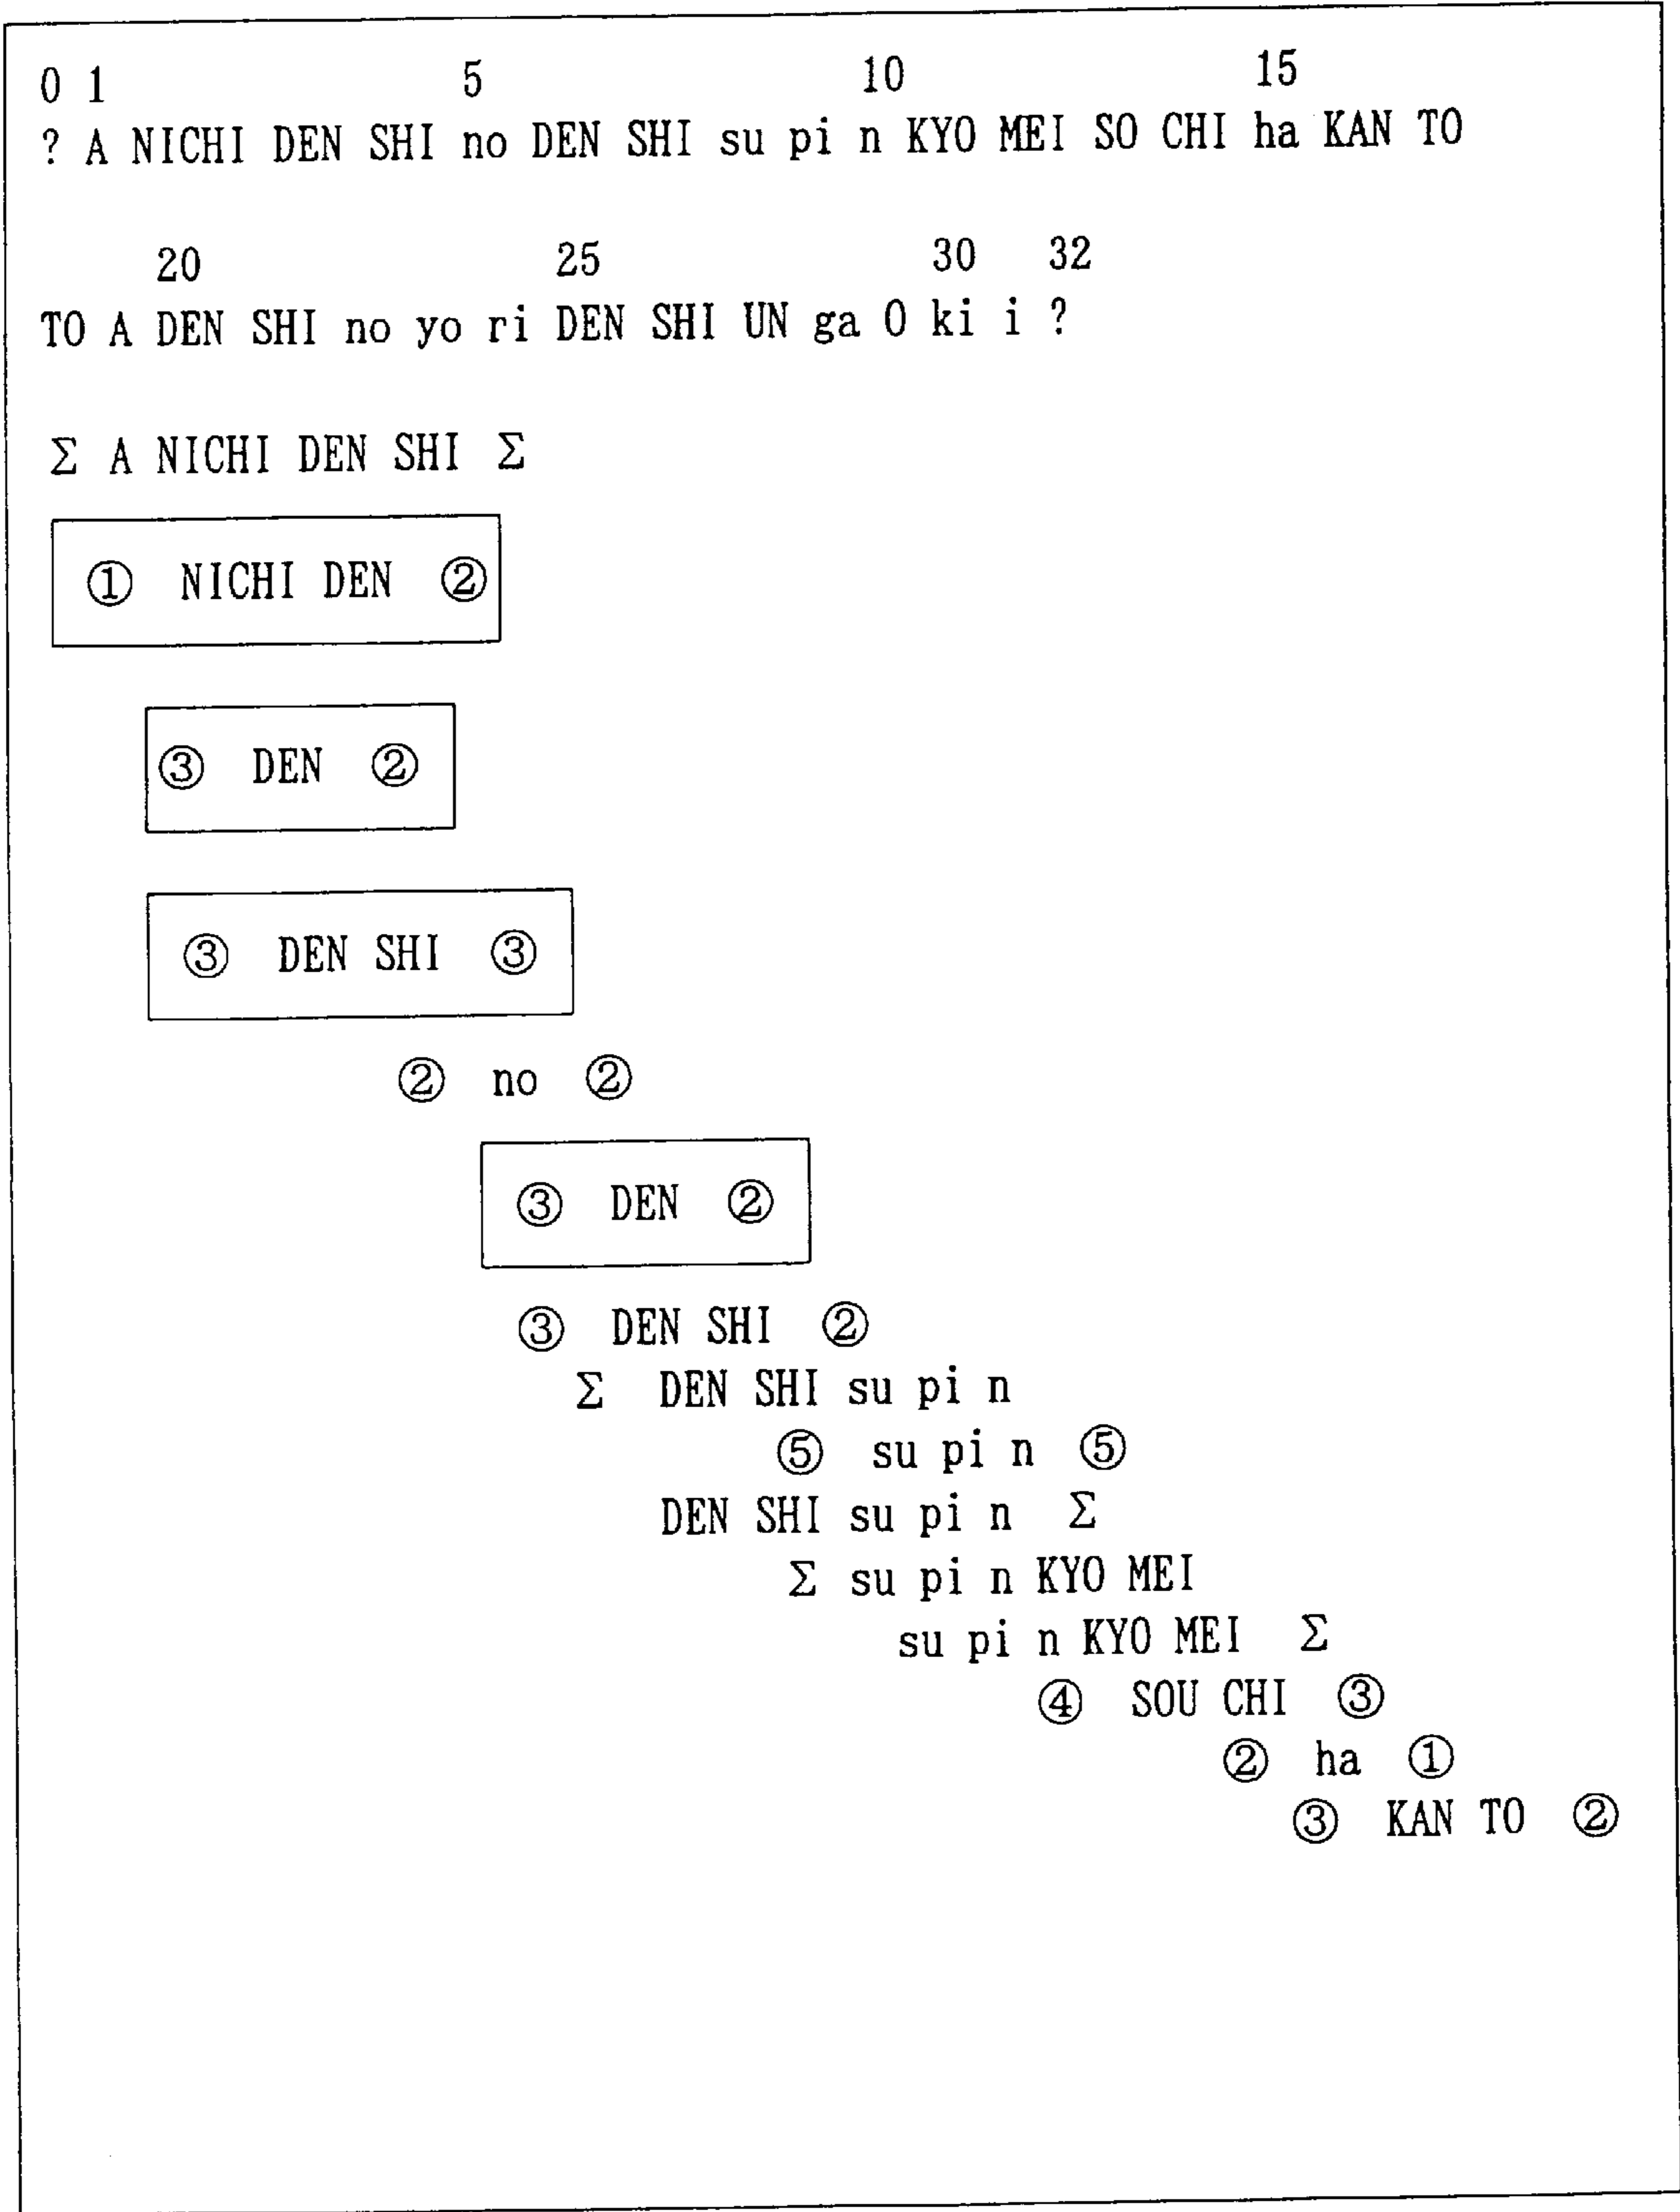 0 1 5 10 15
? A NICHI DEN SHI no DEN SHI su pi n KYO MEI SO CHI ha KAN TO
20 25 30 32
TO A DEN SHI no yo ri DEN SHI UN ga O ki i ?
Σ A NICHI DEN SHI Σ
① NICHI DEN ②
③ DEN ②
③ DEN SHI ③
② no ②
③ DEN ②
③ DEN SHI ②
Σ DEN SHI su pi n
⑤ su pi n ⑤
DEN SHI su pi n Σ
Σ su pi n KYO MEI
su pi n KYO MEI Σ
④ SOU CHI ③
② ha ①
③ KAN TO ②